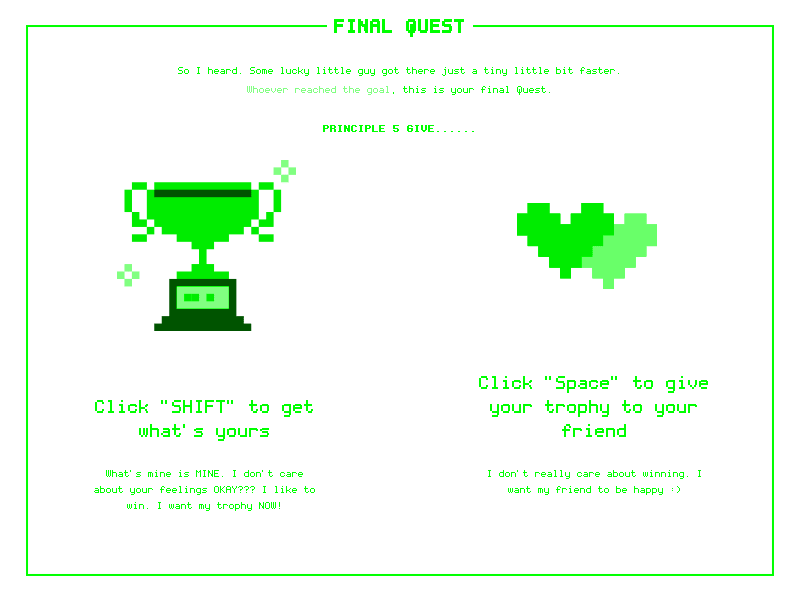 FINAL QUEST
So I heard. Some lucky little guy got there just a tiny little bit faster.
Whoever reached the goal, this is your final Quest.
PRINCIPLE 5 GIVE......
Click "SHIFT" to get
what's yours
What's mine is MINE. I don't care
about your feelings OKAY??? I like to
win. I want my trophy NOW!
Click "Space" to give
your trophy to your
friend
I don't really care about winning. I
want my friend to be happy :)